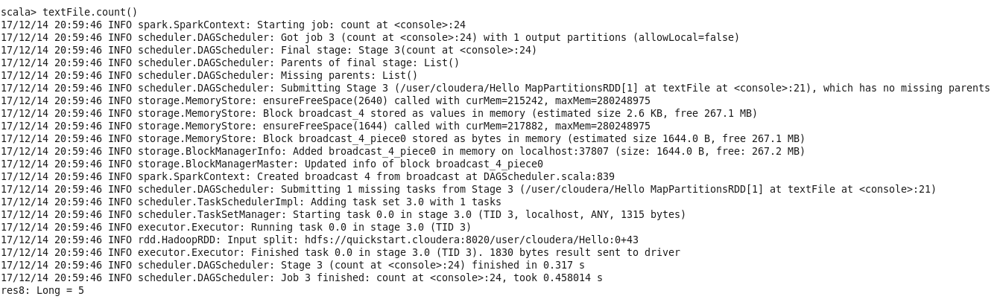 scala> textFile.count()
17/12/14 20:59:46 INFO spark.SparkContext: Starting job: count at <console>:24
17/12/14 20:59:46 INFO scheduler.DAGScheduler: Got job 3 (count at <console>:24) with 1 output partitions (allowLocal=false)
17/12/14 20:59:46 INFO scheduler.DAGScheduler: Final stage: Stage 3(count at <console>:24)
17/12/14 20:59:46 INFO scheduler.DAGScheduler: Parents of final stage: List()
17/12/14 20:59:46 INFO scheduler.DAGScheduler: Missing parents: List()
17/12/14 20:59:46 INFO scheduler.DAGScheduler: Submitting Stage 3 (/user/cloudera/Hello MapPartitionsRDD[1] at textFile at <console>:21), which has no missing parents
17/12/14 20:59:46 INFO storage.MemoryStore: ensureFreeSpace(2640) called with curMem=215242, maxMem=280248975
17/12/14 20:59:46 INFO storage.MemoryStore: Block broadcast_4 stored as values in memory (estimated size 2.6 KB, free 267.1 MB)
17/12/14 20:59:46 INFO storage.MemoryStore: ensureFreeSpace(1644) called with curMem=217882, maxMem=280248975
17/12/14 20:59:46 INFO storage.MemoryStore: Block broadcast_4_piece0 stored as bytes in memory (estimated size 1644.0 B, free 267.1 MB)
17/12/14 20:59:46 INFO storage.BlockManagerInfo: Added broadcast_4_piece0 in memory on localhost:37807 (size: 1644.0 B, free: 267.2 MB)
17/12/14 20:59:46 INFO storage.BlockManagerMaster: Updated info of block broadcast_4_piece0
17/12/14 20:59:46 INFO spark.SparkContext: Created broadcast 4 from broadcast at DAGScheduler.scala:839
17/12/14 20:59:46 INFO scheduler.DAGScheduler: Submitting 1 missing tasks from Stage 3 (/user/cloudera/Hello MapPartitionsRDD[1] at textFile at <console>:21)
17/12/14 20:59:46 INFO scheduler.TaskSchedulerImpl: Adding task set 3.0 with 1 tasks
17/12/14 20:59:46 INFO scheduler.TaskSetManager: Starting task 0.0 in stage 3.0 (TID 3, localhost, ANY, 1315 bytes)
17/12/14 20:59:46 INFO executor.Executor: Running task 0.0 in stage 3.0 (TID 3)
17/12/14 20:59:46 INFO rdd.HadoopRDD: Input split: hdfs://quickstart.cloudera:8020/user/cloudera/Hello:0+43
17/12/14 20:59:46 INFO executor.Executor: Finished task 0.0 in stage 3.0 (TID 3). 1830 bytes result sent to driver
17/12/14 20:59:46 INFO scheduler.DAGScheduler: Stage 3 (count at <console>:24) finished in 0.317 s
17/12/14 20:59:46 INFO scheduler.DAGScheduler: Job 3 finished: count at <console>:24, took 0.458014 s
res8: Long = 5